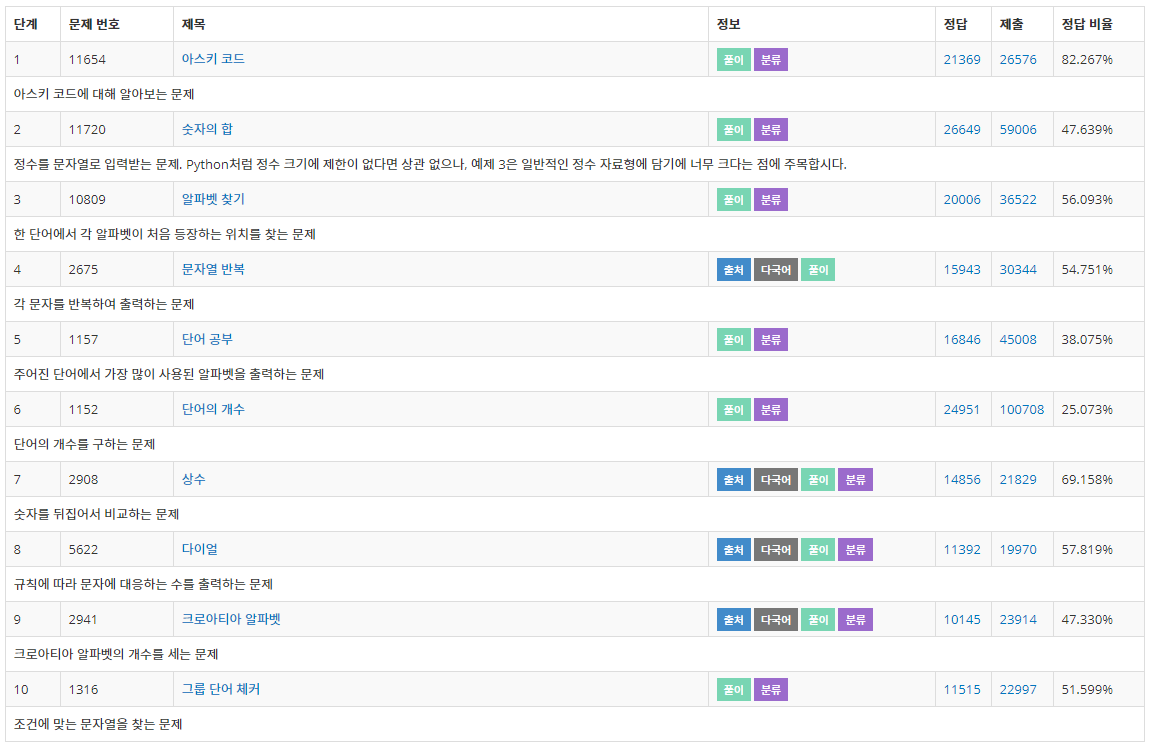 단계 문제 번호 제목 정보 정답 제출 정답 비율
1 11654 아스키 코드 풀이 분류 21369 26576 82.267%
아스키 코드에 대해 알아보는 문제
2 11720 숫자의 합 풀이 분류 26649 59006 47.639%
정수를 문자열로 입력받는 문제. Python처럼 정수 크기에 제한이 없다면 상관 없으나, 예제 3은 일반적인 정수 자료형에 담기에 너무 크다는 점에 주목합시다.
3 10809 알파벳 찾기 풀이 분류 20006 36522 56.093%
한 단어에서 각 알파벳이 처음 등장하는 위치를 찾는 문제
4 2675 문자열 반복 출처 다국어 풀이 15943 30344 54.751%
각 문자를 반복하여 출력하는 문제
5 1157 단어 공부 풀이 분류 16846 45008 38.075%
주어진 단어에서 가장 많이 사용된 알파벳을 출력하는 문제
6 1152 단어의 개수 풀이 분류 24951 100708 25.073%
단어의 개수를 구하는 문제
7 2908 상수 출처 다국어 풀이 분류 14856 21829 69.158%
숫자를 뒤집어서 비교하는 문제
8 5622 다이얼 출처 다국어 풀이 분류 11392 19970 57.819%
규칙에 따라 문자에 대응하는 수를 출력하는 문제
9 2941 크로아티아 알파벳 출처 다국어 풀이 분류 10145 23914 47.330%
크로아티아 알파벳의 개수를 세는 문제
10 1316 그룹 단어 체커 풀이 분류 11515 22997 51.599%
조건에 맞는 문자열을 찾는 문제